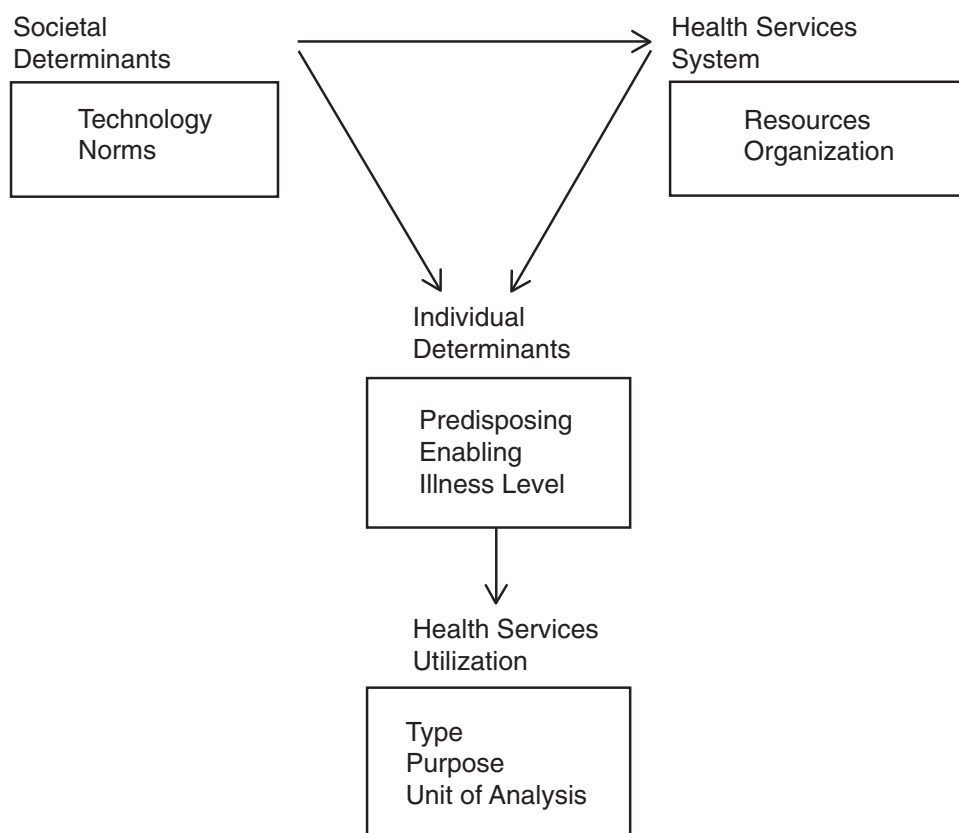 Societal
Determinants
Technology
Norms
Health Services
System
Resources
Organization
Individual
Determinants
Predisposing
Enabling
Illness Level
Health Services
Utilization
Type
Purpose
Unit of Analysis